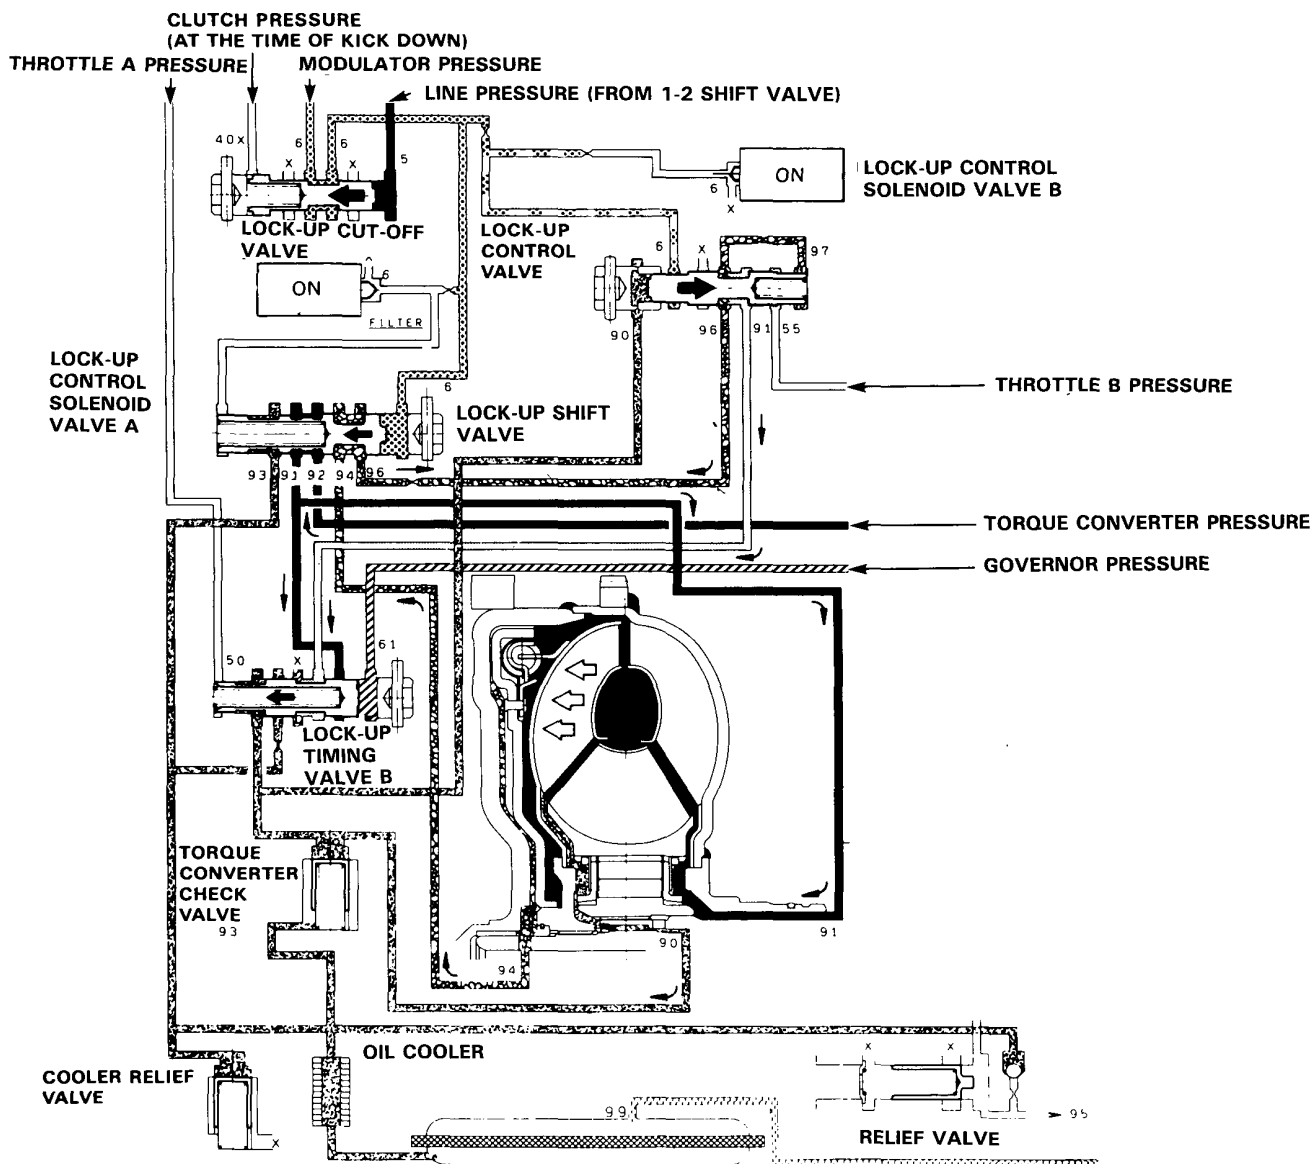 CLUTCH PRESSURE
(AT THE TIME OF KICK DOWN)
THROTTLE A PRESSURE
MODULATOR PRESSURE
LINE PRESSURE (FROM 1-2 SHIFT VALVE)
40X
6
6
5
X
X
ON
6
X
LOCK-UP CONTROL
SOLENOID VALVE B
LOCK-UP CUT-OFF
VALVE
LOCK-UP
CONTROL
VALVE
6
X
97
ON
6
FILTER
90
96
91
55
LOCK-UP
CONTROL
SOLENOID
VALVE A
6
THROTTLE B PRESSURE
LOCK-UP SHIFT
VALVE
93
91
92
94
96
TORQUE CONVERTER PRESSURE
GOVERNOR PRESSURE
50
X
61
LOCK-UP
TIMING
VALVE B
TORQUE
CONVERTER
CHECK
VALVE
93
94
90
91
OIL COOLER
COOLER RELIEF
VALVE
X
99
X
X
95
RELIEF VALVE